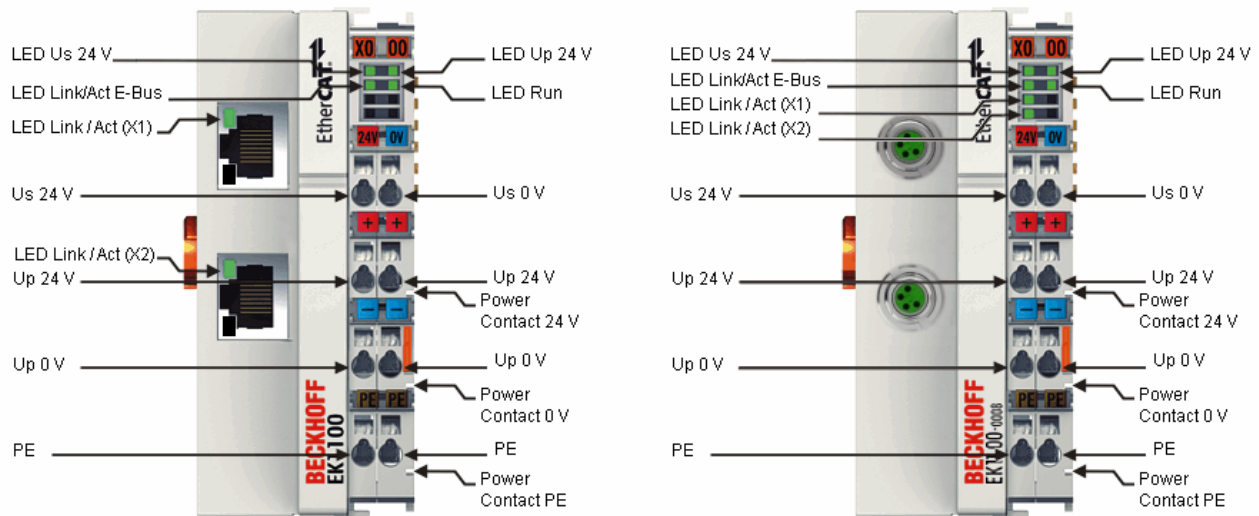 LED Us 24 V
LED Link/Act E-Bus
LED Link / Act (X1)
Us 24 V
LED Link / Act (X2)
Up 24 V
Up 0 V
PE
X0 00
EtherCAT
24V 0V
+ +
− −
PE PE
BECKHOFF
EK1100
LED Up 24 V
LED Run
Us 0 V
Up 24 V
Power
Contact 24 V
Up 0 V
Power
Contact 0 V
PE
Power
Contact PE
LED Us 24 V
LED Link/Act E-Bus
LED Link / Act (X1)
LED Link / Act (X2)
Us 24 V
Up 24 V
Up 0 V
PE
X0 00
EtherCAT
24V 0V
+ +
− −
PE PE
BECKHOFF
EK1100-0008
LED Up 24 V
LED Run
Us 0 V
Up 24 V
Power
Contact 24 V
Up 0 V
Power
Contact 0 V
PE
Power
Contact PE